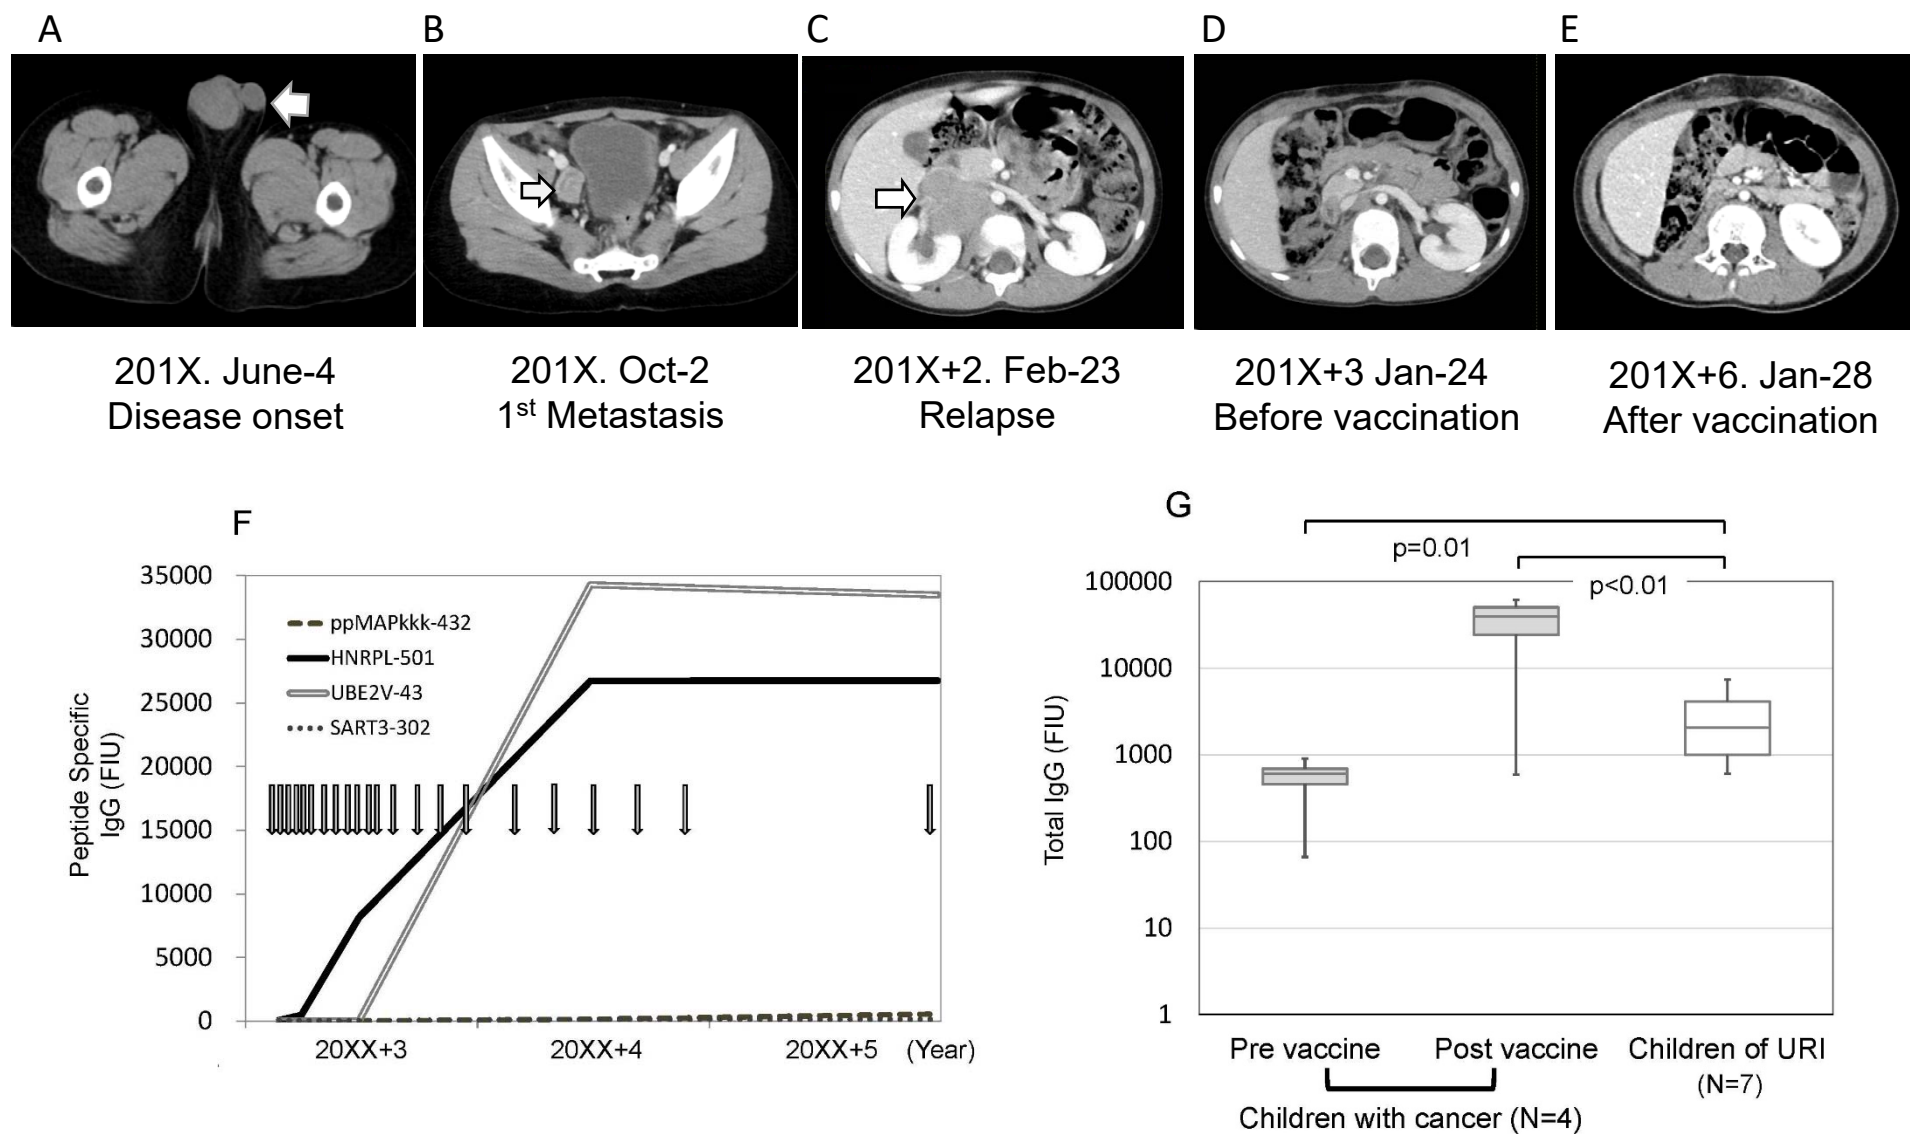 A
B
C
D
E
201X. June-4
Disease onset
201X. Oct-2
1st Metastasis
201X+2. Feb-23
Relapse
201X+3 Jan-24
Before vaccination
201X+6. Jan-28
After vaccination
F
35000
30000
25000
20000
15000
10000
5000
0
Peptide Specific
IgG (FIU)
ppMAPkkk-432
HNRPL-501
UBE2V-43
SART3-302
20XX+3
20XX+4
20XX+5
(Year)
G
p=0.01
p<0.01
100000
10000
1000
100
10
1
Total IgG (FIU)
Pre vaccine
Post vaccine
Children of URI
(N=7)
Children with cancer (N=4)